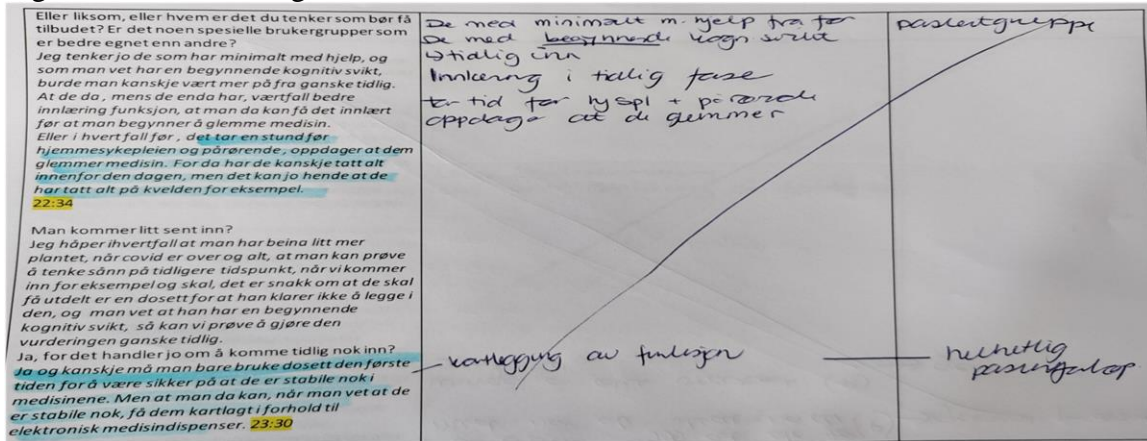 Eller liksom, eller hvem er det du tenker som bør få
tilbudet? Er det noen spesielle brukergrupper som
er bedre egnet enn andre?
Jeg tenker jo de som har minimalt med hjelp, og
som man vet har en begynnende kognitiv svikt,
burde man kanskje vært mer på fra ganske tidlig.
At de da , mens de enda har, værtfall bedre
innlæring funksjon, at man da kan få det innlært
før at man begynner å glemme medisin.
Eller i hvert fall før , det tar en stund før
hjemmesykepleien og pårørende, oppdager at dem
glemmer medisin. For da har de kanskje tatt alt
innenfor den dagen, men det kan jo hende at de
har tatt alt på kvelden for eksempel.
22:34
Man kommer litt sent inn?
Jeg håper ihvertfall at man har beina litt mer
plantet, når covid er over og alt, at man kan prøve
å tenke sånn på tidligere tidspunkt, når vi kommer
inn for eksempel og skal, det er snakk om at de skal
få utdelt er en dosett for at han klarer ikke å legge i
den, og man vet at han har en begynnende
kognitiv svikt, så kan vi prøve å gjøre den
vurderingen ganske tidlig.
Ja, for det handler jo om å komme tidlig nok inn?
Ja og kanskje må man bare bruke dosett den første
tiden for å være sikker på at de er stabile nok i
medisinene. Men at man da kan, når man vet at de
er stabile nok, få dem kartlagt i forhold til
elektronisk medisindispenser. 23:30
De med minimalt m. hjelp fra før
De med begynnende kogn svikt
tidlig inn
Innlæring i tidlig fase
tar tid før hyspl + pårørende
oppdager at de glemmer
kartlegging av funksjon
pasientgruppe
helhetlig
pasientforløp